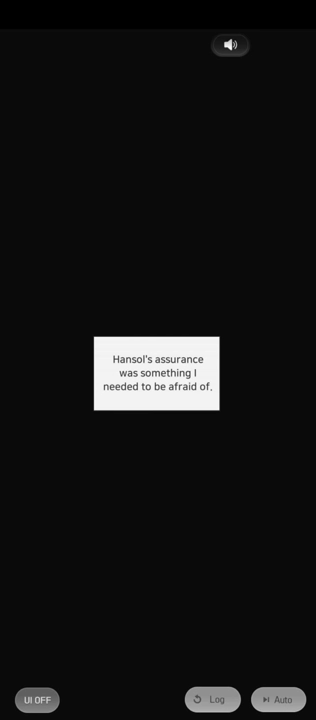 Hansol's assurance
was something I
needed to be afraid of.
UI OFF
Log
Auto